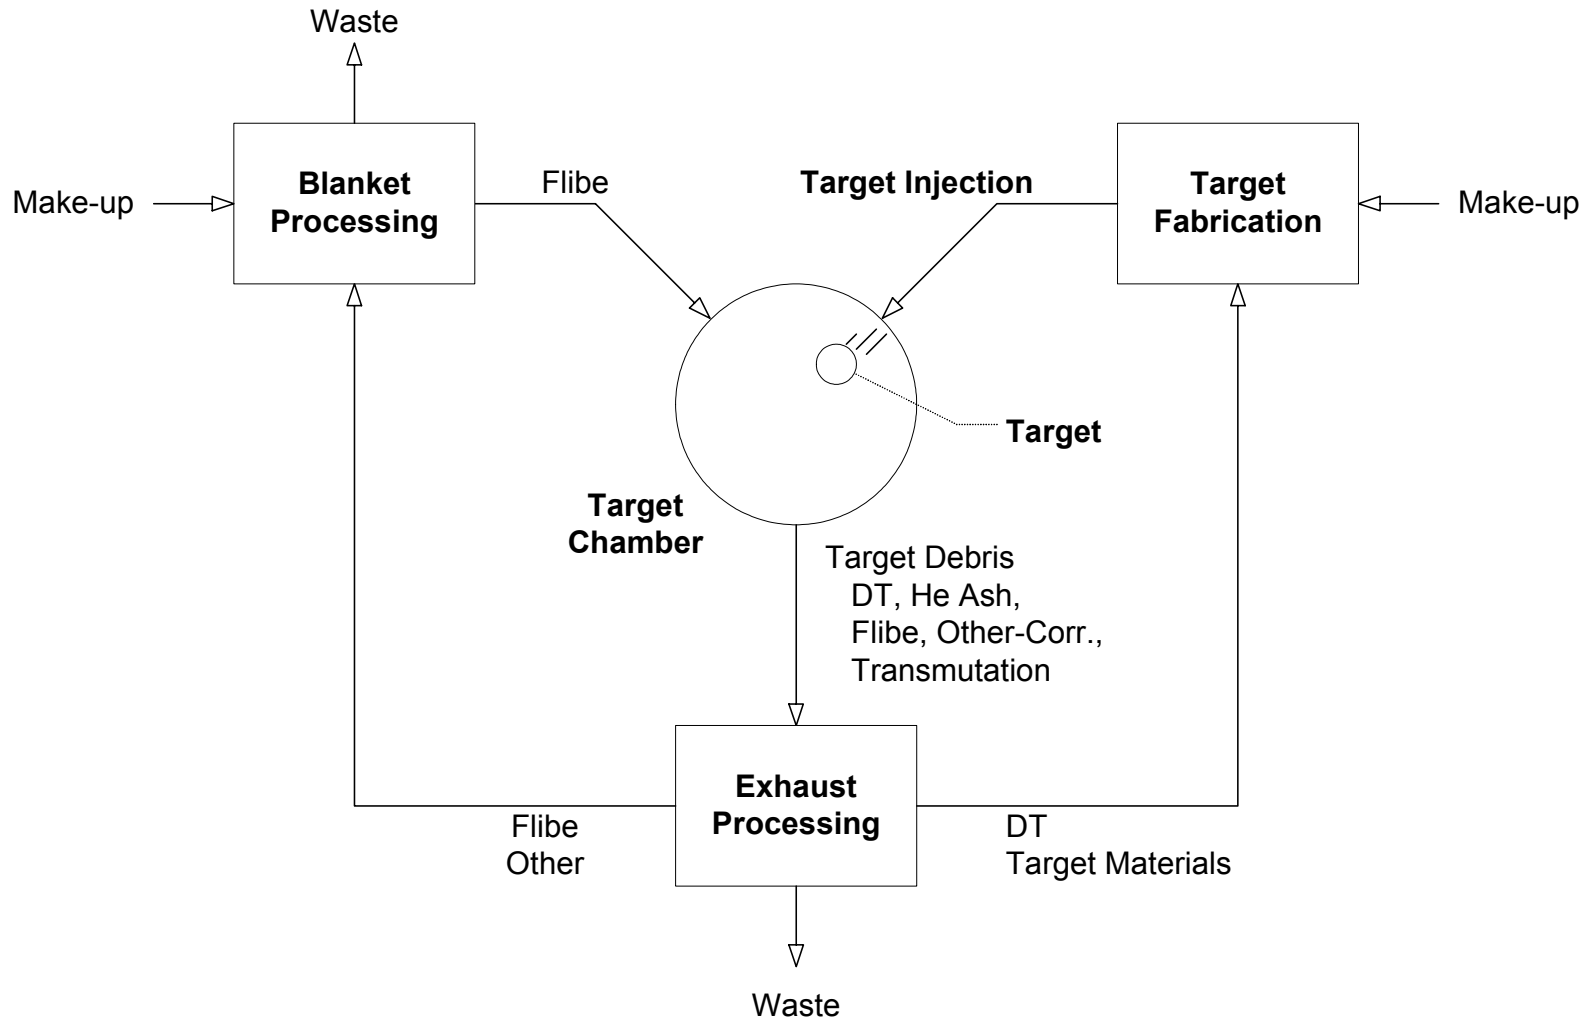 Waste
Blanket
Processing
Make-up
Flibe
Target Injection
Target
Fabrication
Make-up
Target
Target
Chamber
Target Debris
DT, He Ash,
Flibe, Other-Corr.,
Transmutation
Exhaust
Processing
Flibe
Other
DT
Target Materials
Waste